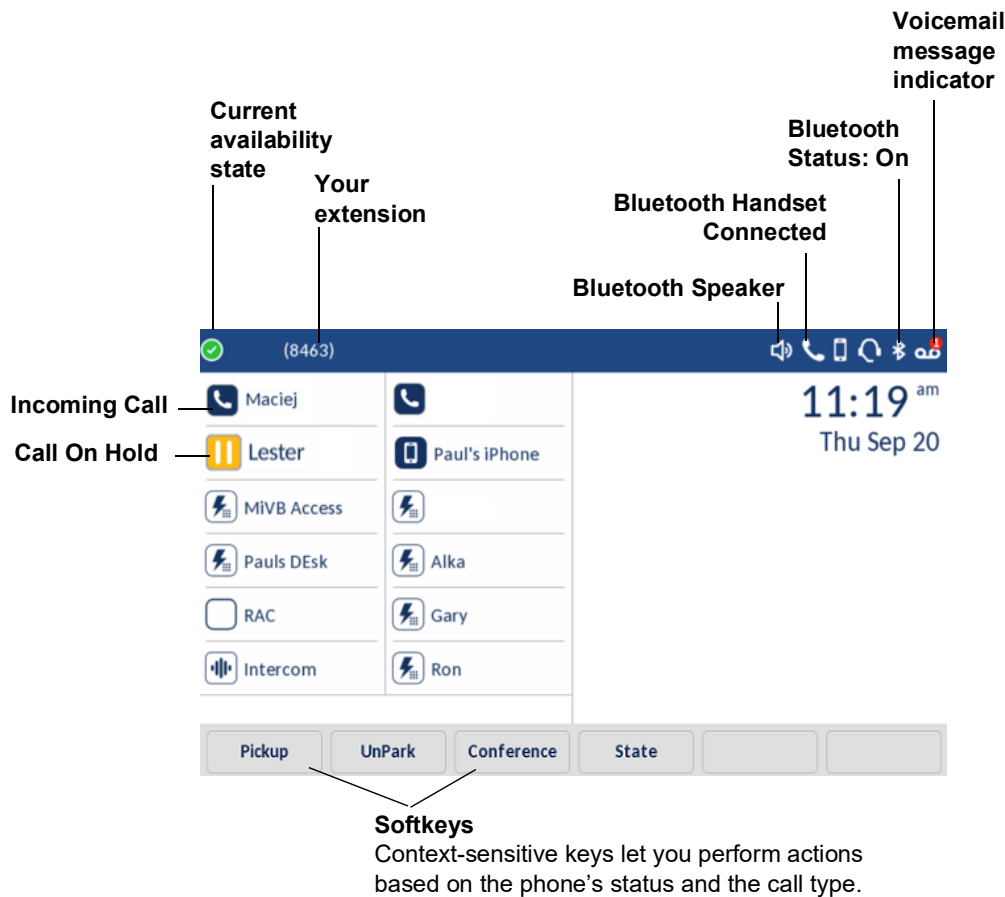 Voicemail
message
indicator
Current
availability
state
Bluetooth
Status: On
Your
extension
Bluetooth Handset
Connected
Bluetooth Speaker
(8463)
1
Incoming Call
Maciej
11:19 am
Call On Hold
Lester
Paul's iPhone
Thu Sep 20
MiVB Access
Pauls DEsk
Alka
RAC
Gary
Intercom
Ron
Pickup
UnPark
Conference
State
Softkeys
Context-sensitive keys let you perform actions
based on the phone's status and the call type.